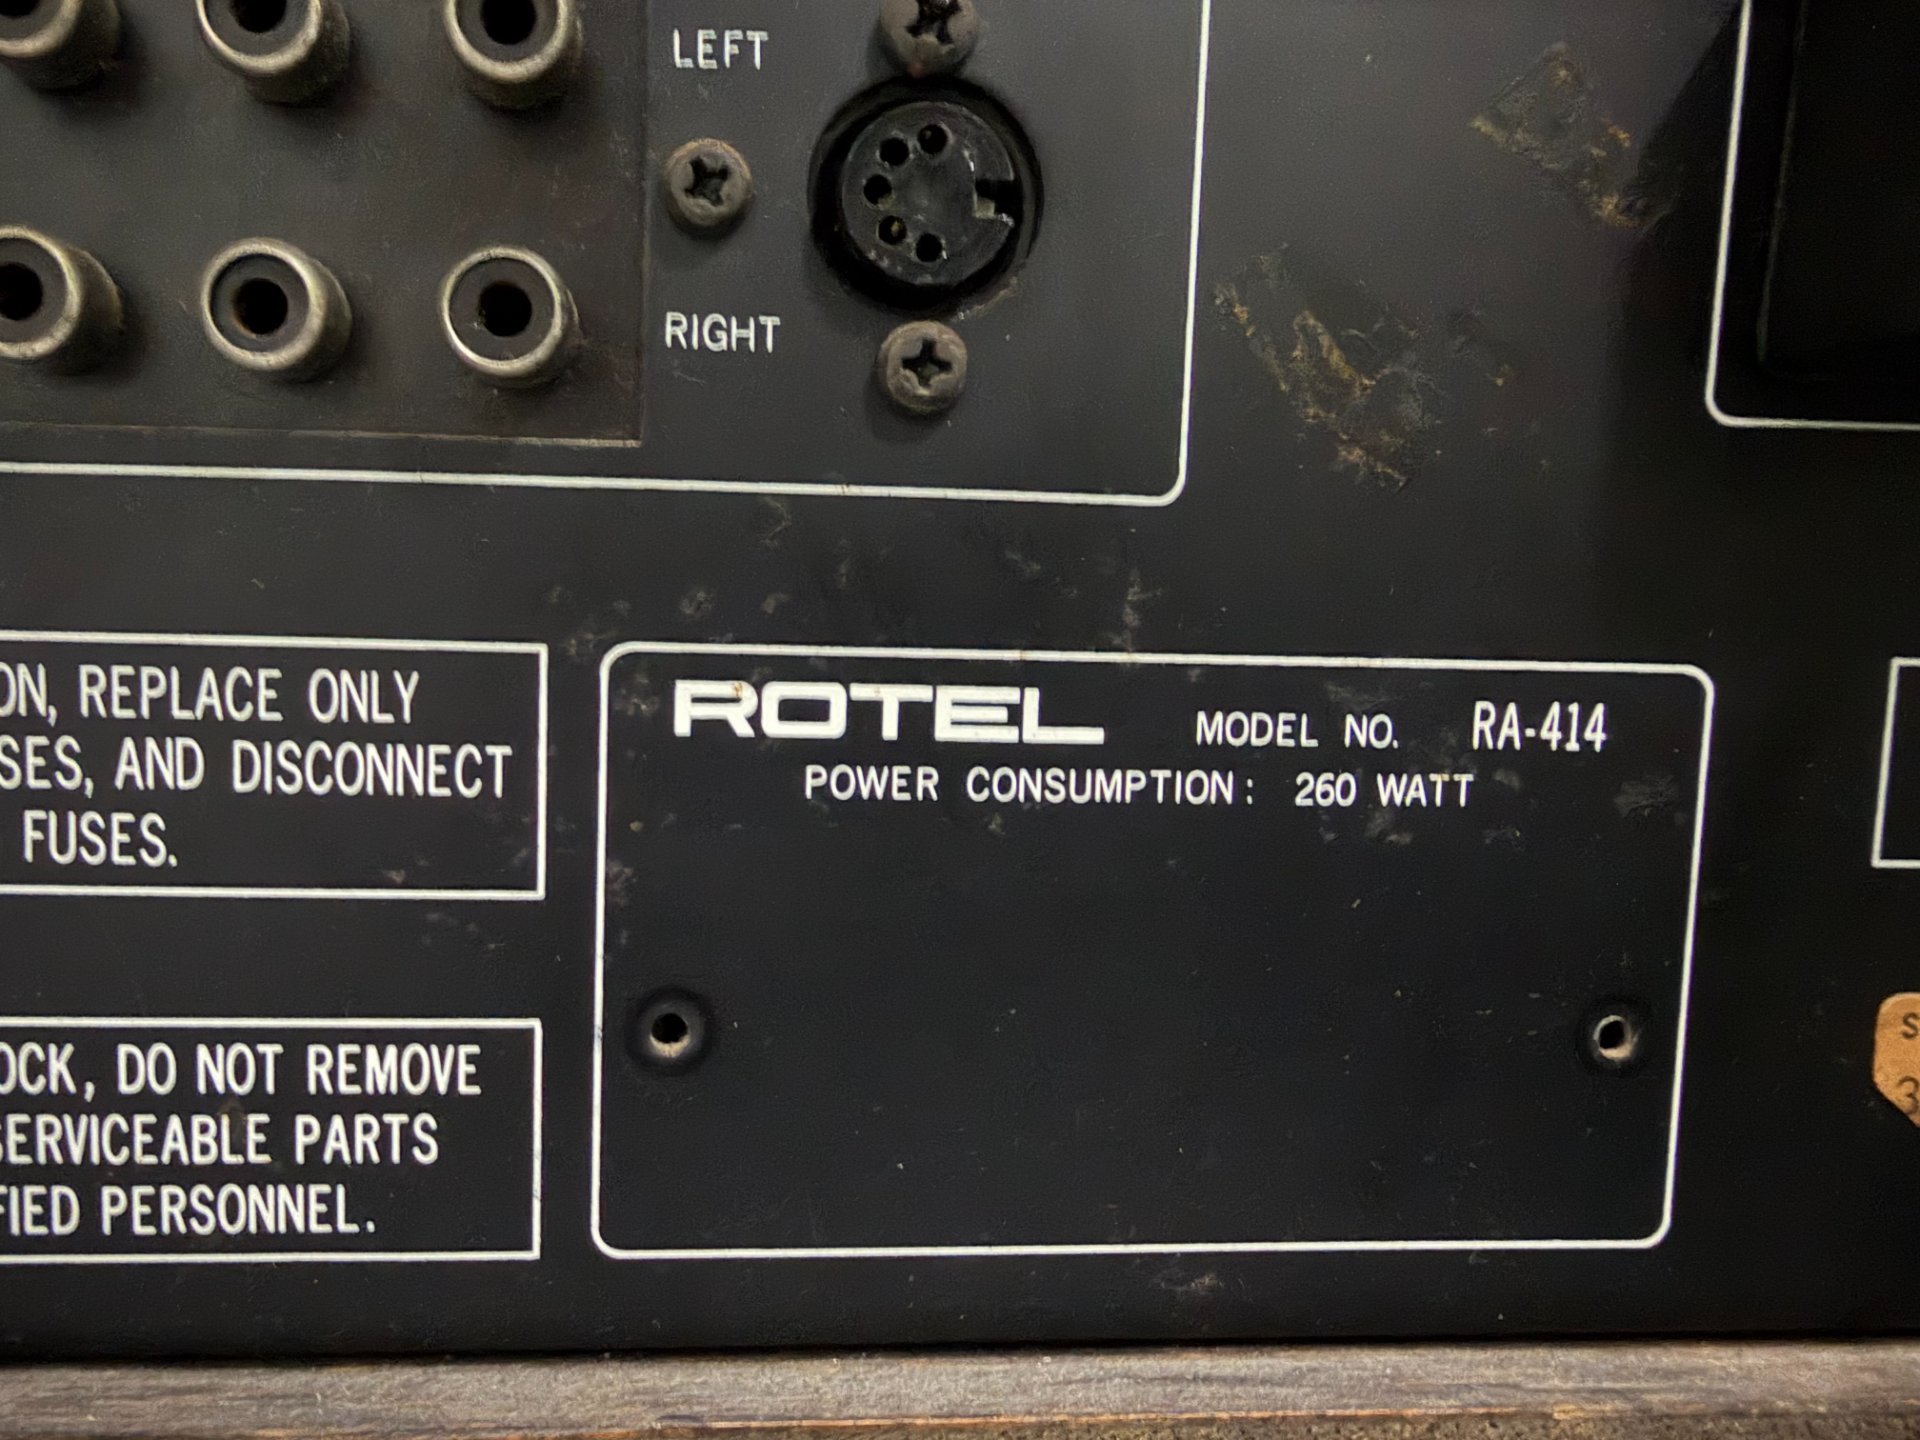 LEFT
RIGHT
ON, REPLACE ONLY
SES, AND DISCONNECT
FUSES.
ROTEL MODEL NO. RA-414
POWER CONSUMPTION: 260 WATT
OCK, DO NOT REMOVE
SERVICEABLE PARTS
FIED PERSONNEL.
S
3